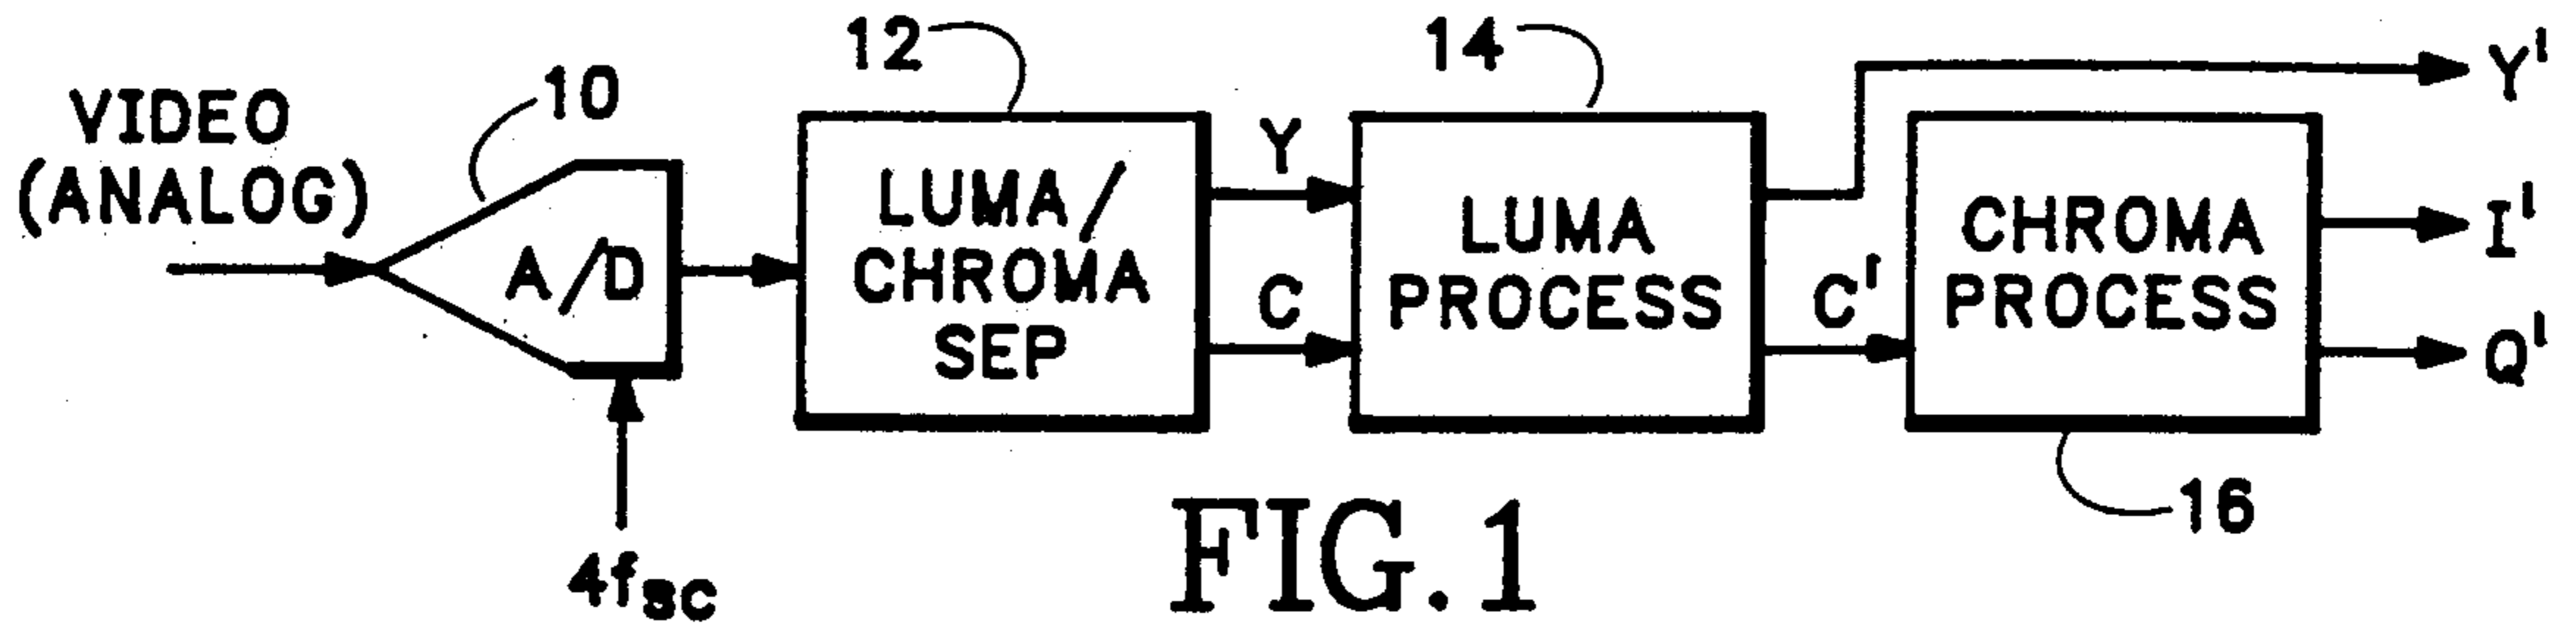 VIDEO
(ANALOG)
10
A/D
4fsc
12
LUMA/
CHROMA
SEP
Y
C
14
LUMA
PROCESS
C'
CHROMA
PROCESS
16
Y'
I'
Q'
FIG.1